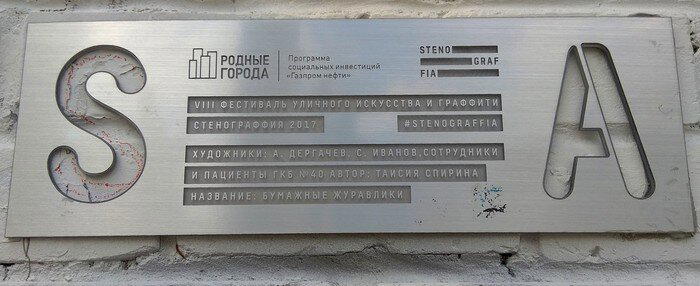 S
РОДНЫЕ
ГОРОДА
Программа
социальных инвестиций
«Газпром нефти»
STENO
GRAF
FIA
A
VIII ФЕСТИВАЛЬ УЛИЧНОГО ИСКУССТВА И ГРАФФИТИ
СТЕНОГРАФФИЯ 2017 #STENOGRAFFIA
ХУДОЖНИКИ: А. ДЕРГАЧЕВ, С. ИВАНОВ,СОТРУДНИКИ
И ПАЦИЕНТЫ ГКБ №40 АВТОР: ТАИСИЯ СПИРИНА
НАЗВАНИЕ: БУМАЖНЫЕ ЖУРАВЛИКИ